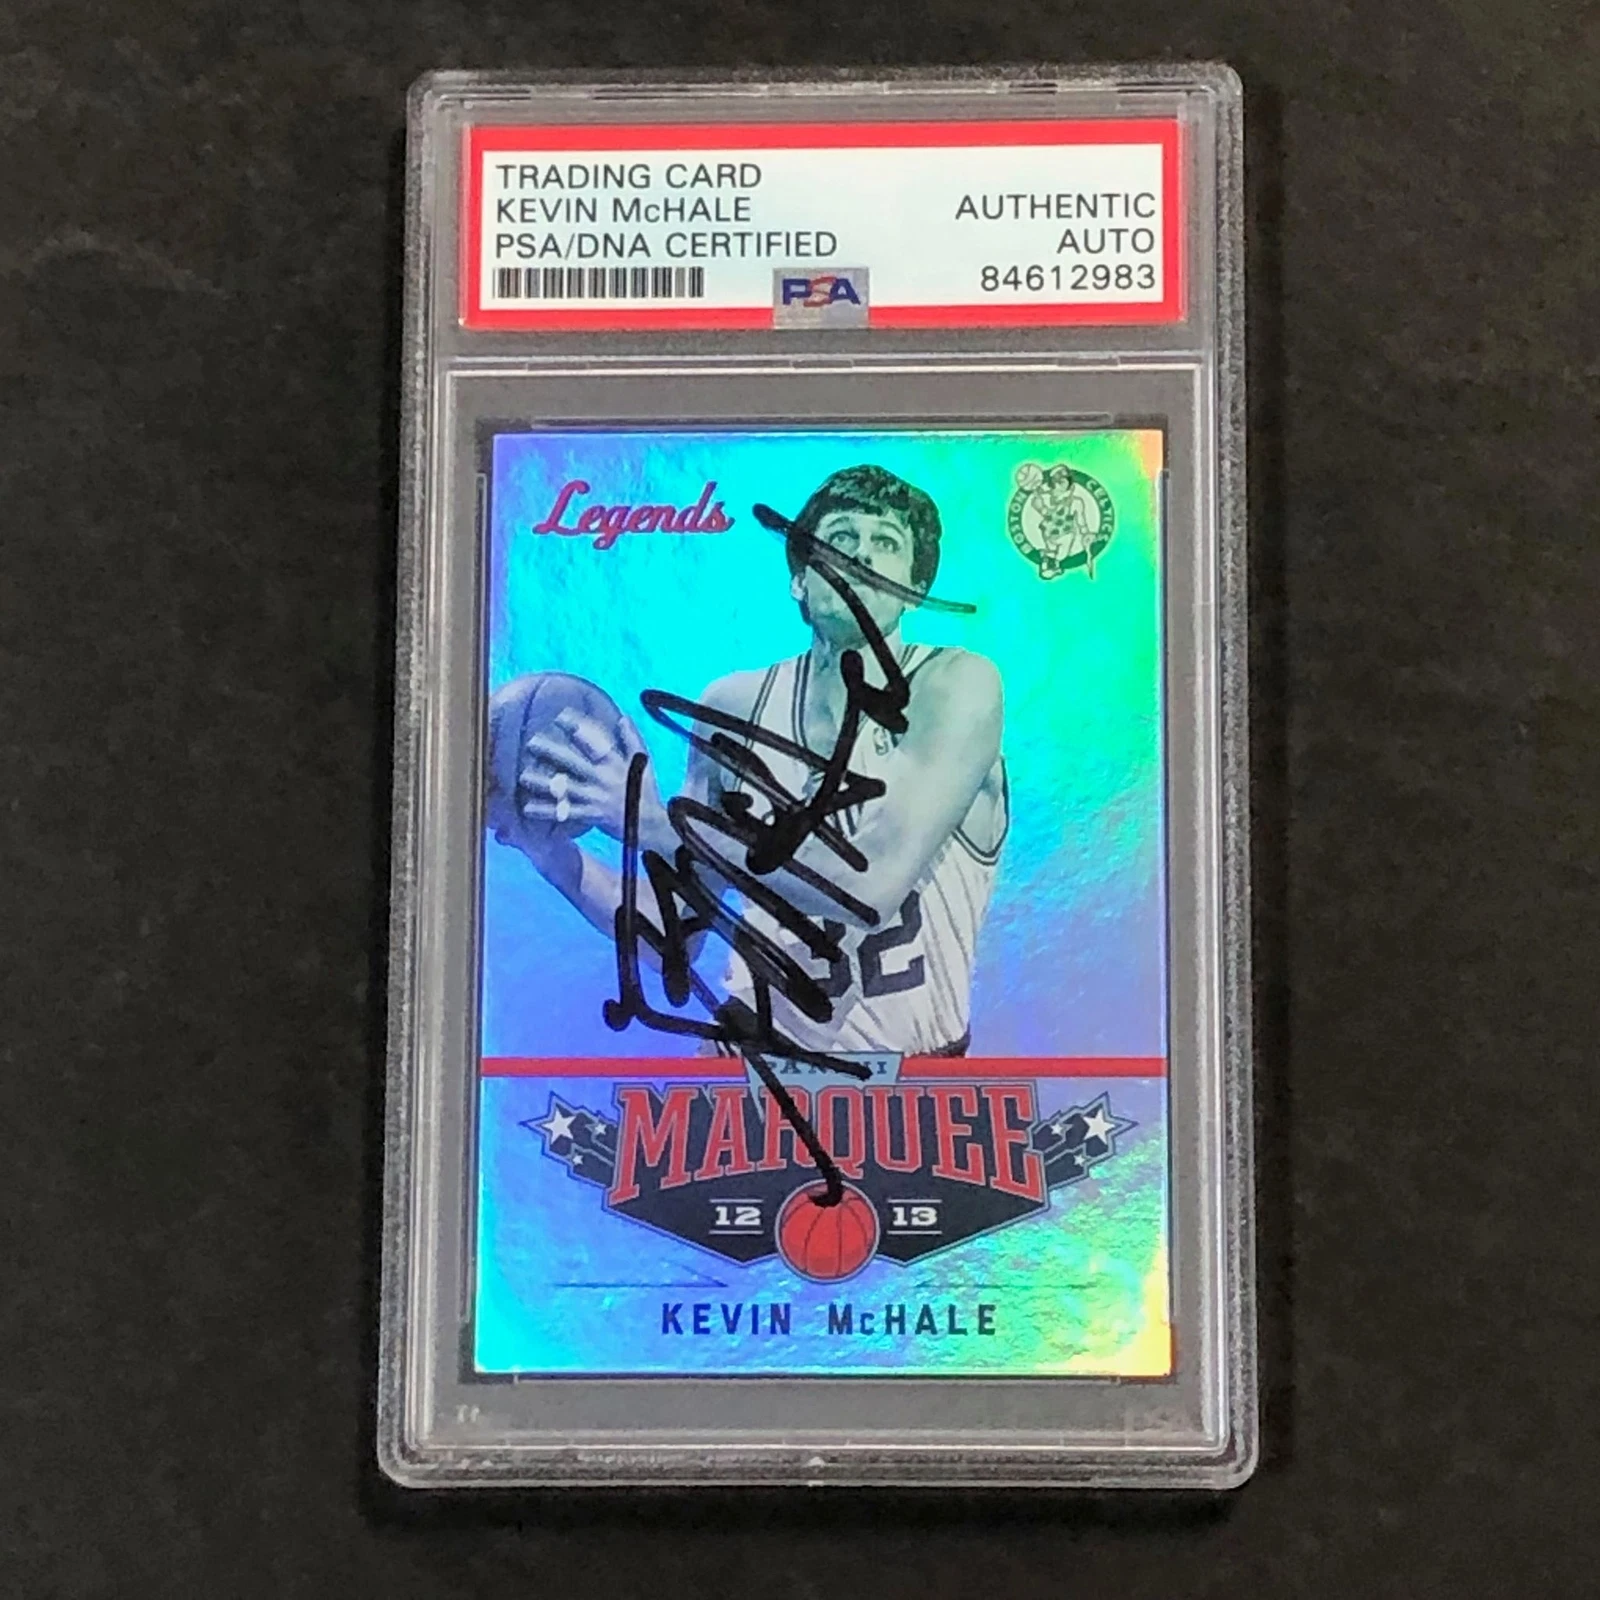 TRADING CARD
KEVIN McHALE
PSA/DNA CERTIFIED
AUTHENTIC
AUTO
84612983
PSA
Legends
BOSTON CELTICS
32
PANINI
MARQUEE
12 13
KEVIN McHALE